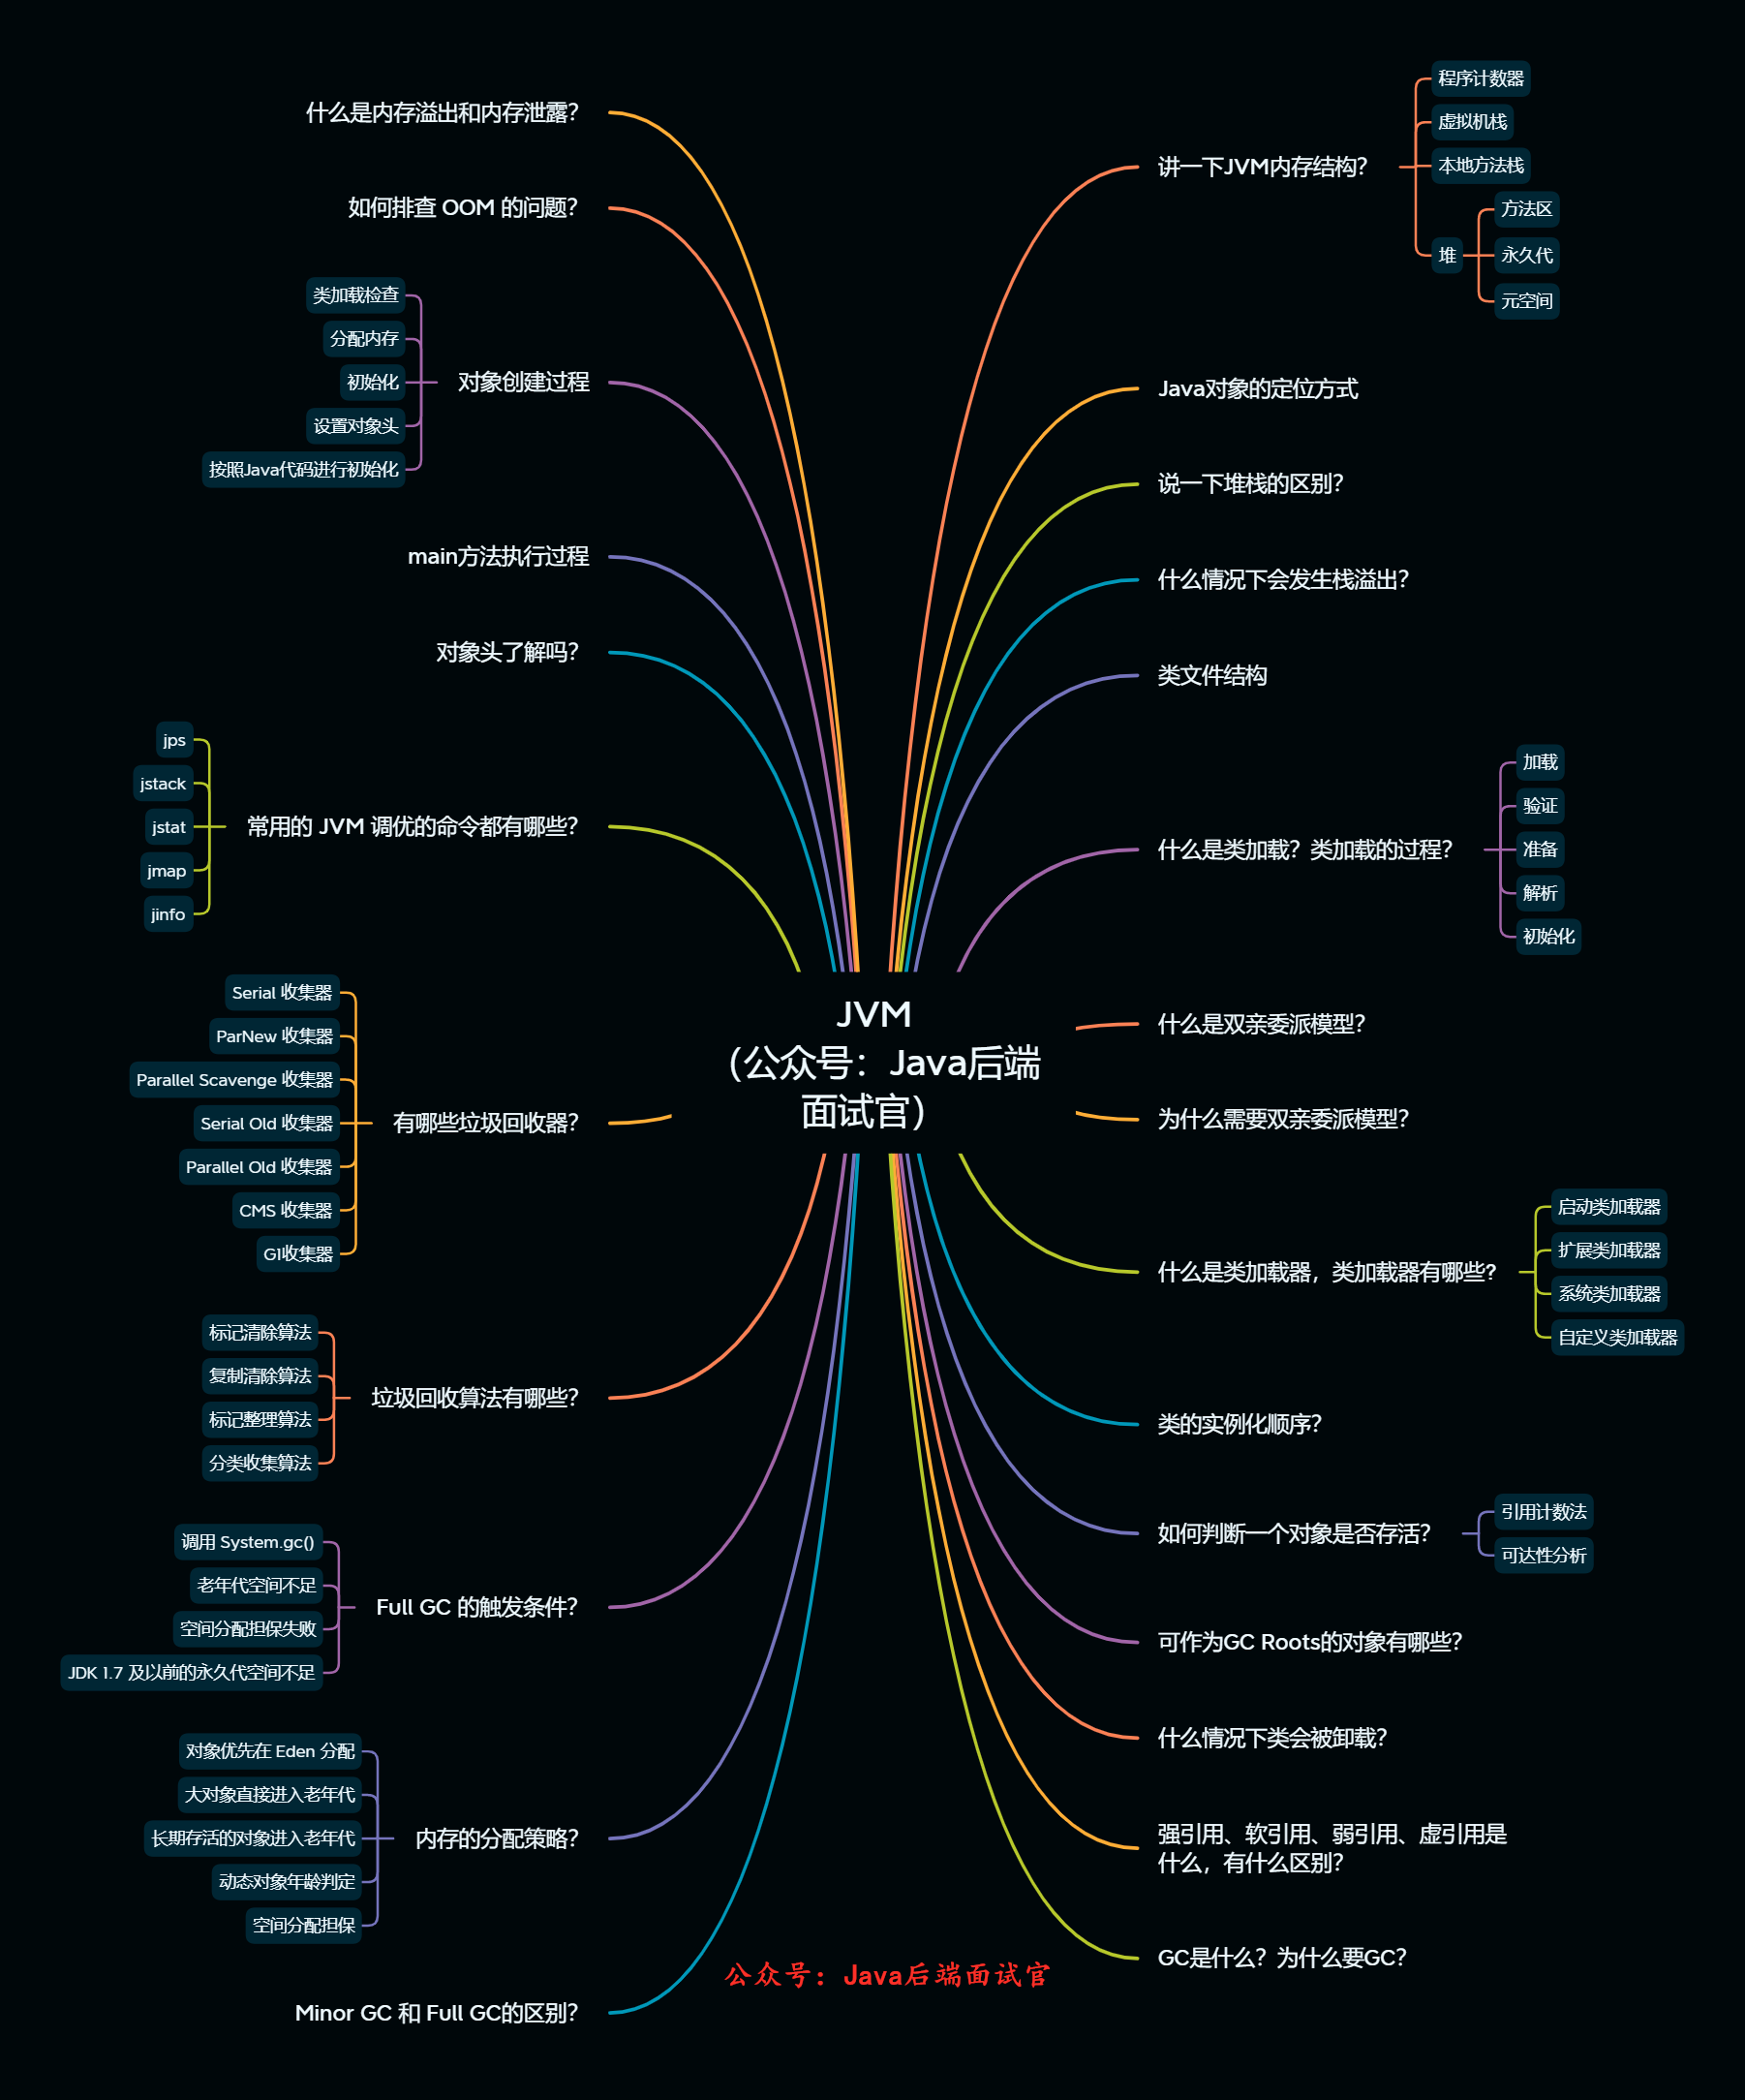 JVM
（公众号：Java后端
面试官）
讲一下JVM内存结构？
程序计数器
虚拟机栈
本地方法栈
堆
方法区
永久代
元空间
Java对象的定位方式
说一下堆栈的区别？
什么情况下会发生栈溢出？
类文件结构
什么是类加载？类加载的过程？
加载
验证
准备
解析
初始化
什么是双亲委派模型？
为什么需要双亲委派模型？
什么是类加载器，类加载器有哪些?
启动类加载器
扩展类加载器
系统类加载器
自定义类加载器
类的实例化顺序？
如何判断一个对象是否存活？
引用计数法
可达性分析
可作为GC Roots的对象有哪些？
什么情况下类会被卸载？
强引用、软引用、弱引用、虚引用是
什么，有什么区别？
GC是什么？为什么要GC？
什么是内存溢出和内存泄露？
如何排查 OOM 的问题？
对象创建过程
类加载检查
分配内存
初始化
设置对象头
按照Java代码进行初始化
main方法执行过程
对象头了解吗？
常用的 JVM 调优的命令都有哪些？
jps
jstack
jstat
jmap
jinfo
有哪些垃圾回收器？
Serial 收集器
ParNew 收集器
Parallel Scavenge 收集器
Serial Old 收集器
Parallel Old 收集器
CMS 收集器
G1收集器
垃圾回收算法有哪些？
标记清除算法
复制清除算法
标记整理算法
分类收集算法
Full GC 的触发条件？
调用 System.gc()
老年代空间不足
空间分配担保失败
JDK 1.7 及以前的永久代空间不足
内存的分配策略？
对象优先在 Eden 分配
大对象直接进入老年代
长期存活的对象进入老年代
动态对象年龄判定
空间分配担保
Minor GC 和 Full GC的区别？
公众号：Java后端面试官